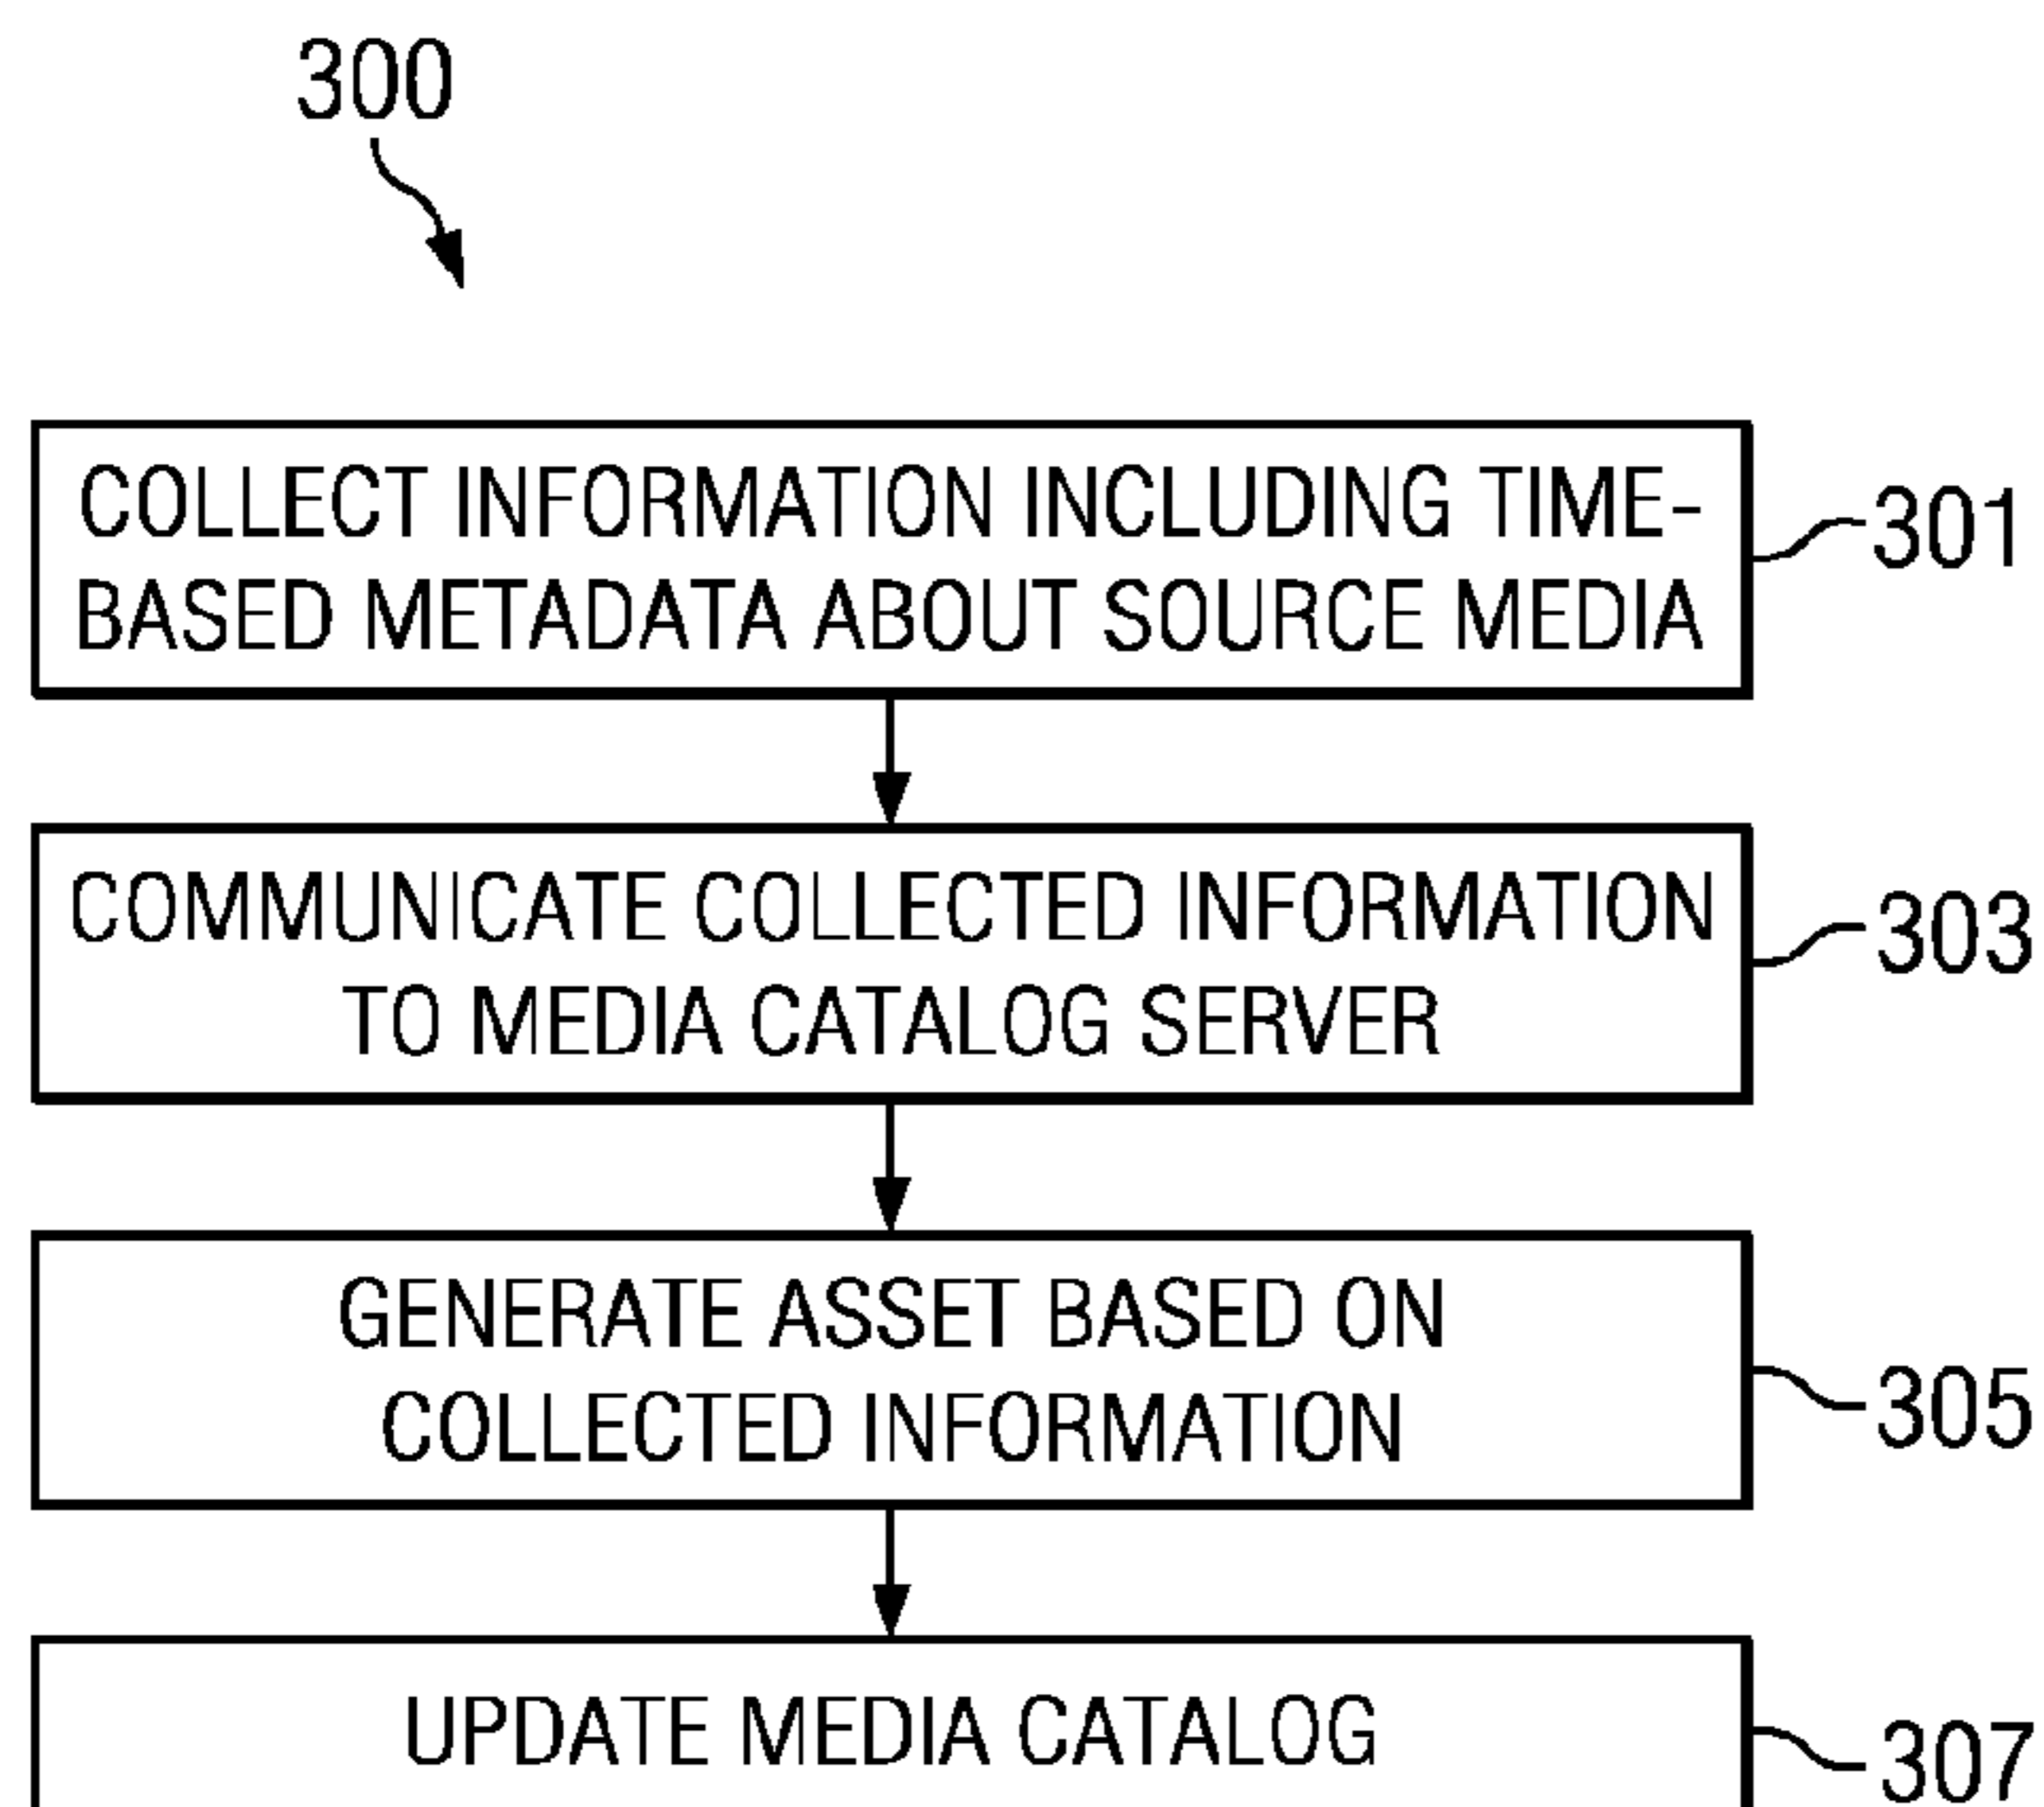 300
COLLECT INFORMATION INCLUDING TIME-
BASED METADATA ABOUT SOURCE MEDIA
301
COMMUNICATE COLLECTED INFORMATION
TO MEDIA CATALOG SERVER
303
GENERATE ASSET BASED ON
COLLECTED INFORMATION
305
UPDATE MEDIA CATALOG
307